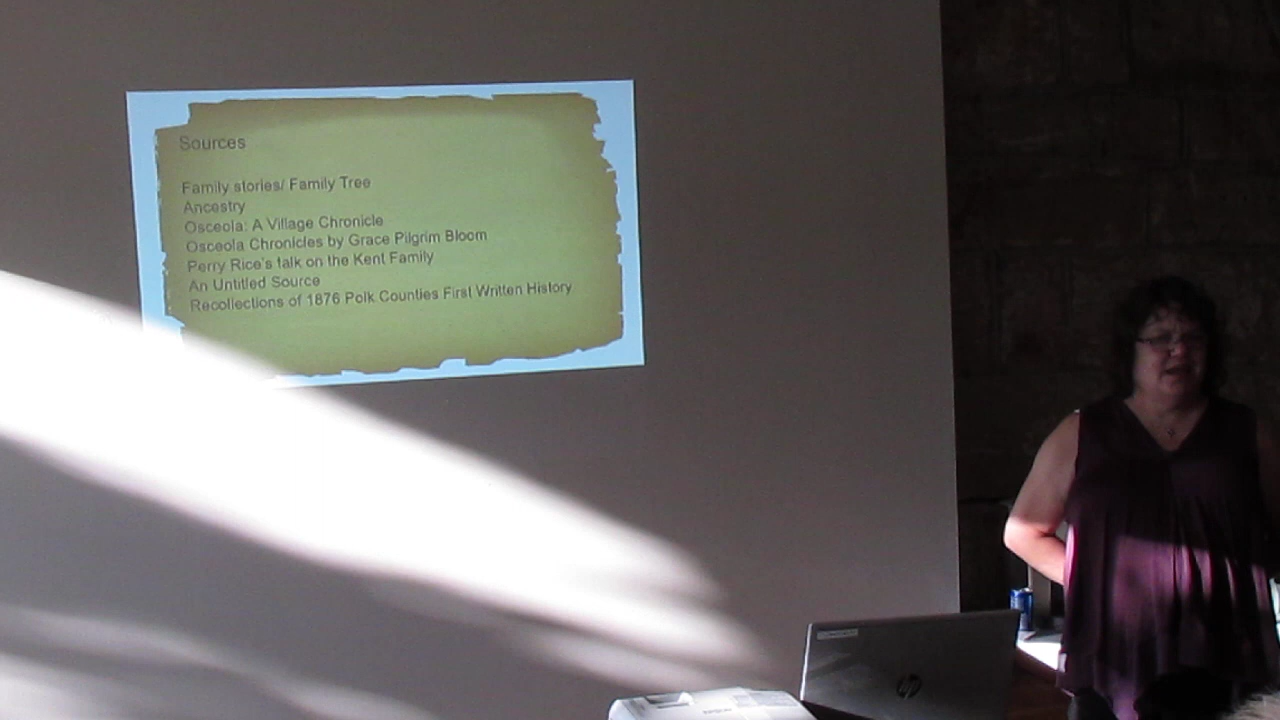 Sources
Family stories/ Family Tree
Ancestry
Osceola: A Village Chronicle
Osceola Chronicles by Grace Pilgrim Bloom
Perry Rice's talk on the Kent Family
An Untitled Source
Recollections of 1876 Polk Counties First Written History
hp